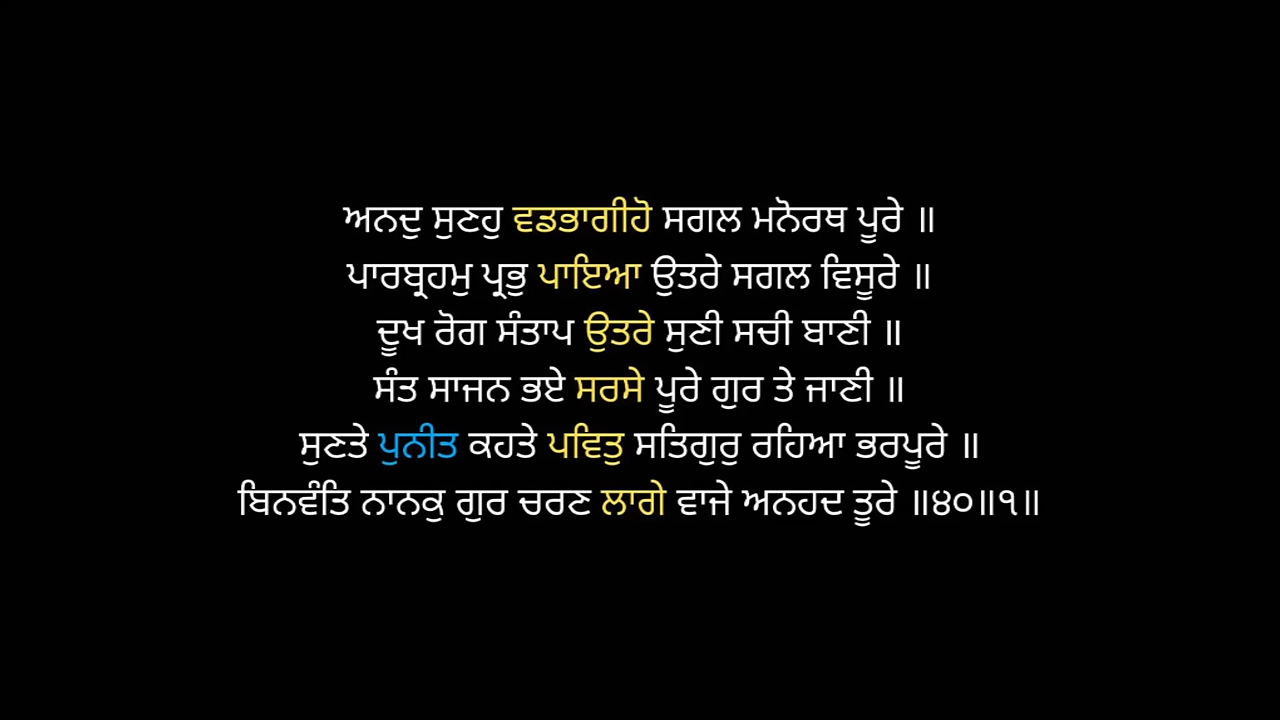 ਅਨਦੁ ਸੁਣਹੁ ਵਡਭਾਗੀਹੋ ਸਗਲ ਮਨੋਰਥ ਪੂਰੇ ॥
ਪਾਰਬ੍ਰਹਮੁ ਪ੍ਰਭੁ ਪਾਇਆ ਉਤਰੇ ਸਗਲ ਵਿਸੂਰੇ ॥
ਦੂਖ ਰੋਗ ਸੰਤਾਪ ਉਤਰੇ ਸੁਣੀ ਸਚੀ ਬਾਣੀ ॥
ਸੰਤ ਸਾਜਨ ਭਏ ਸਰਸੇ ਪੂਰੇ ਗੁਰ ਤੇ ਜਾਣੀ ॥
ਸੁਣਤੇ ਪੁਨੀਤ ਕਹਤੇ ਪਵਿਤੁ ਸਤਿਗੁਰੁ ਰਹਿਆ ਭਰਪੂਰੇ ॥
ਬਿਨਵੰਤਿ ਨਾਨਕੁ ਗੁਰ ਚਰਣ ਲਾਗੇ ਵਾਜੇ ਅਨਹਦ ਤੂਰੇ ॥੪੦॥੧॥